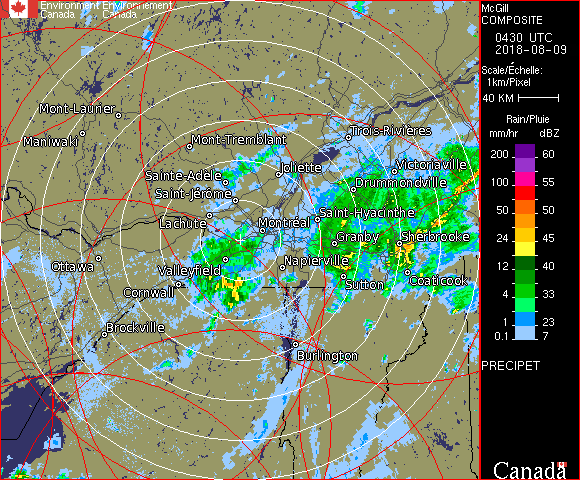 Environment Environnement
Canada Canada
McGill
COMPOSITE
0430 UTC
2018-08-09
Scale/Échelle:
1km/Pixel
40 KM
Rain/Pluie
mm/hr dBZ
200 60
100 55
50 50
24 45
12 40
4 33
1 23
0.1 7
PRECIPET
Canada
Mont-Laurier
Maniwaki
Mont-Tremblant
Trois-Rivières
Victoriaville
Joliette
Sainte-Adèle
Drummondville
Saint-Jérôme
Lachute
Montréal
Saint-Hyacinthe
Granby
Sherbrooke
Ottawa
Valleyfield
Napierville
Coaticook
Sutton
Cornwall
Brockville
Burlington